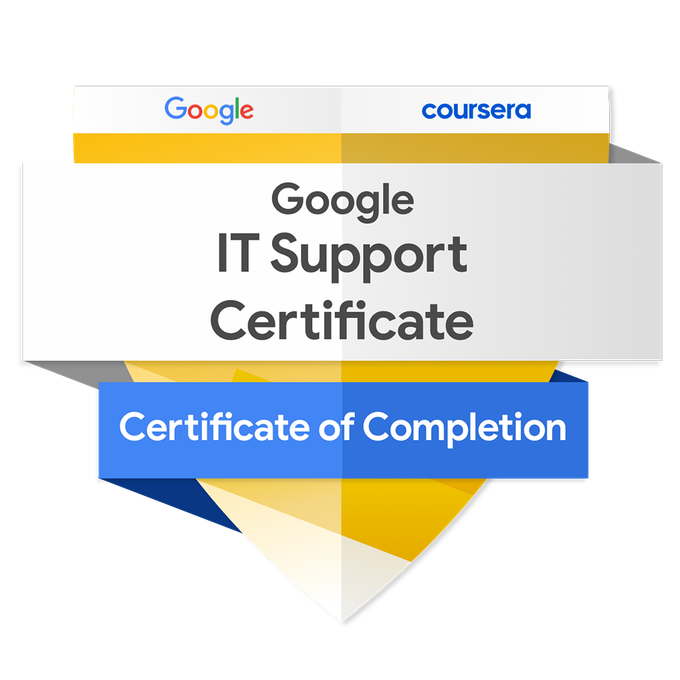 Google coursera
Google
IT Support
Certificate
Certificate of Completion